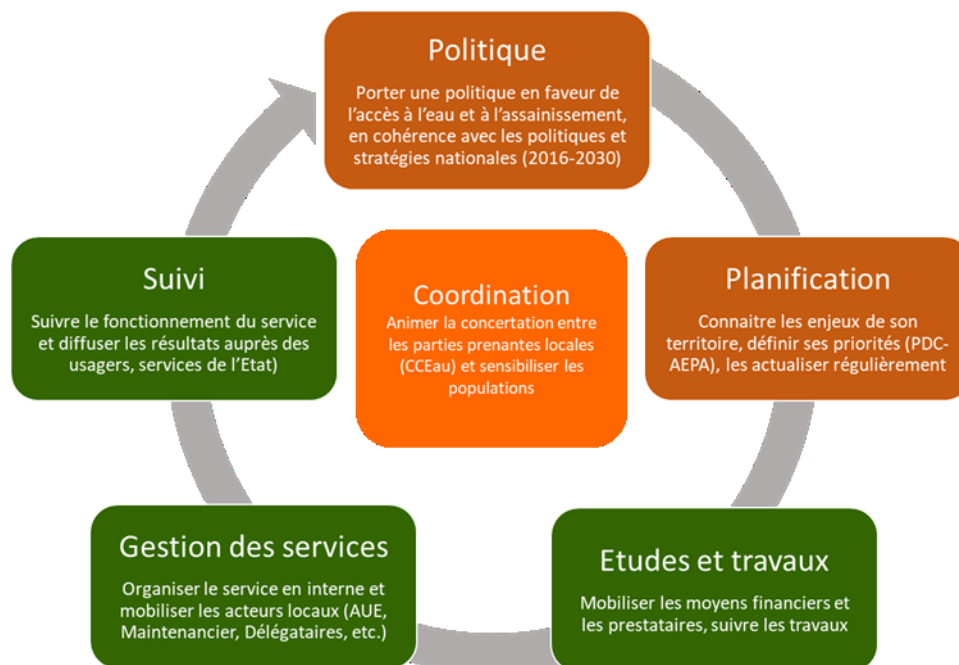 Politique
Porter une politique en faveur de
l'accès à l'eau et à l'assainissement,
en cohérence avec les politiques et
stratégies nationales (2016-2030)
Suivi
Suivre le fonctionnement du service
et diffuser les résultats auprès des
usagers, services de l'Etat)
Coordination
Animer la concertation entre
les parties prenantes locales
(CCEau) et sensibiliser les
populations
Planification
Connaitre les enjeux de son
territoire, définir ses priorités (PDC-
AEPA), les actualiser régulièrement
Gestion des services
Organiser le service en interne et
mobiliser les acteurs locaux (AUE,
Maintenancier, Délégataires, etc.)
Etudes et travaux
Mobiliser les moyens financiers et
les prestataires, suivre les travaux